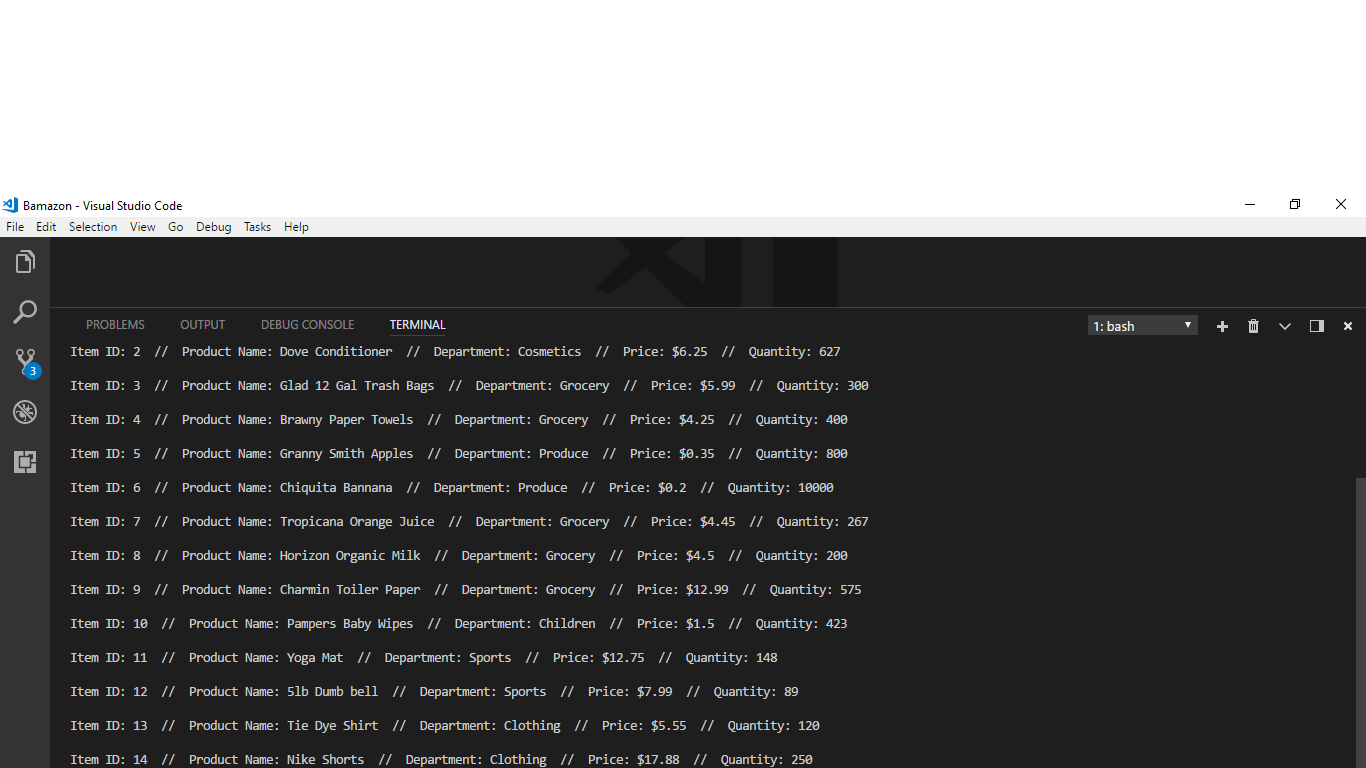 Bamazon - Visual Studio Code
File Edit Selection View Go Debug Tasks Help
PROBLEMS OUTPUT DEBUG CONSOLE TERMINAL 1: bash
Item ID: 2 // Product Name: Dove Conditioner // Department: Cosmetics // Price: $6.25 // Quantity: 627
3
Item ID: 3 // Product Name: Glad 12 Gal Trash Bags // Department: Grocery // Price: $5.99 // Quantity: 300
Item ID: 4 // Product Name: Brawny Paper Towels // Department: Grocery // Price: $4.25 // Quantity: 400
Item ID: 5 // Product Name: Granny Smith Apples // Department: Produce // Price: $0.35 // Quantity: 800
Item ID: 6 // Product Name: Chiquita Bannana // Department: Produce // Price: $0.2 // Quantity: 10000
Item ID: 7 // Product Name: Tropicana Orange Juice // Department: Grocery // Price: $4.45 // Quantity: 267
Item ID: 8 // Product Name: Horizon Organic Milk // Department: Grocery // Price: $4.5 // Quantity: 200
Item ID: 9 // Product Name: Charmin Toiler Paper // Department: Grocery // Price: $12.99 // Quantity: 575
Item ID: 10 // Product Name: Pampers Baby Wipes // Department: Children // Price: $1.5 // Quantity: 423
Item ID: 11 // Product Name: Yoga Mat // Department: Sports // Price: $12.75 // Quantity: 148
Item ID: 12 // Product Name: 5lb Dumb bell // Department: Sports // Price: $7.99 // Quantity: 89
Item ID: 13 // Product Name: Tie Dye Shirt // Department: Clothing // Price: $5.55 // Quantity: 120
Item ID: 14 // Product Name: Nike Shorts // Department: Clothing // Price: $17.88 // Quantity: 250